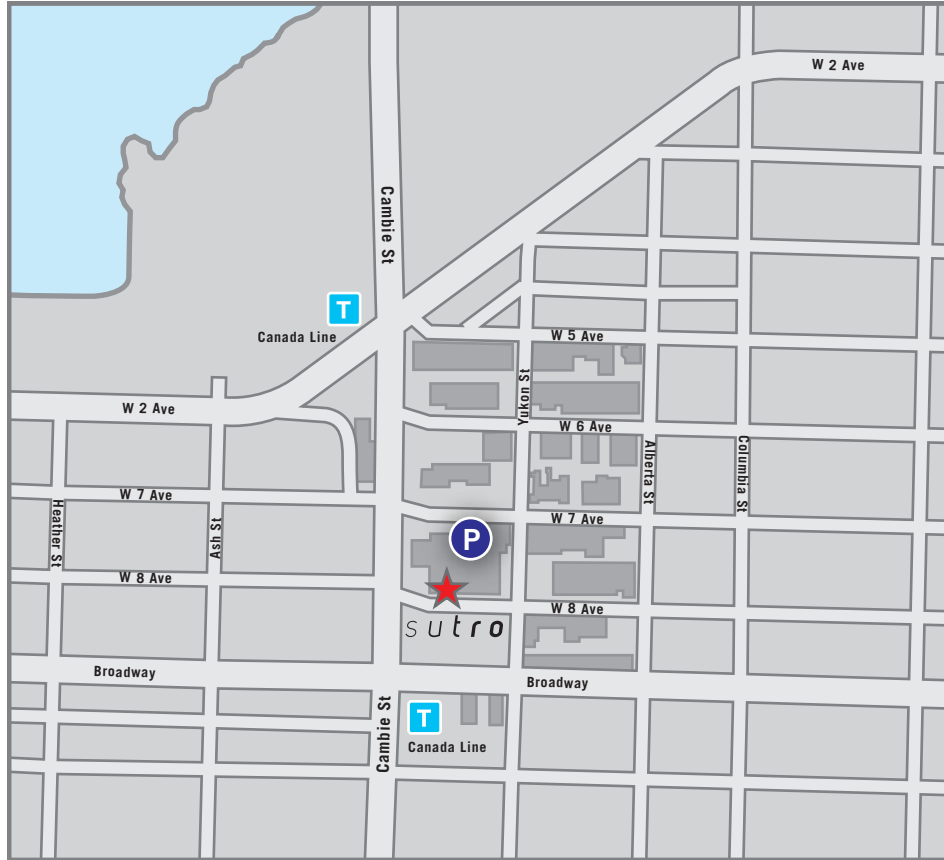 W 2 Ave
Cambie St
T
Canada Line
W 5 Ave
Yukon St
W 2 Ave
W 6 Ave
Alberta St
Columbia St
W 7 Ave
Heather St
Ash St
W 7 Ave
P
W 8 Ave
W 8 Ave
sutro
Broadway
Broadway
Cambie St
T
Canada Line